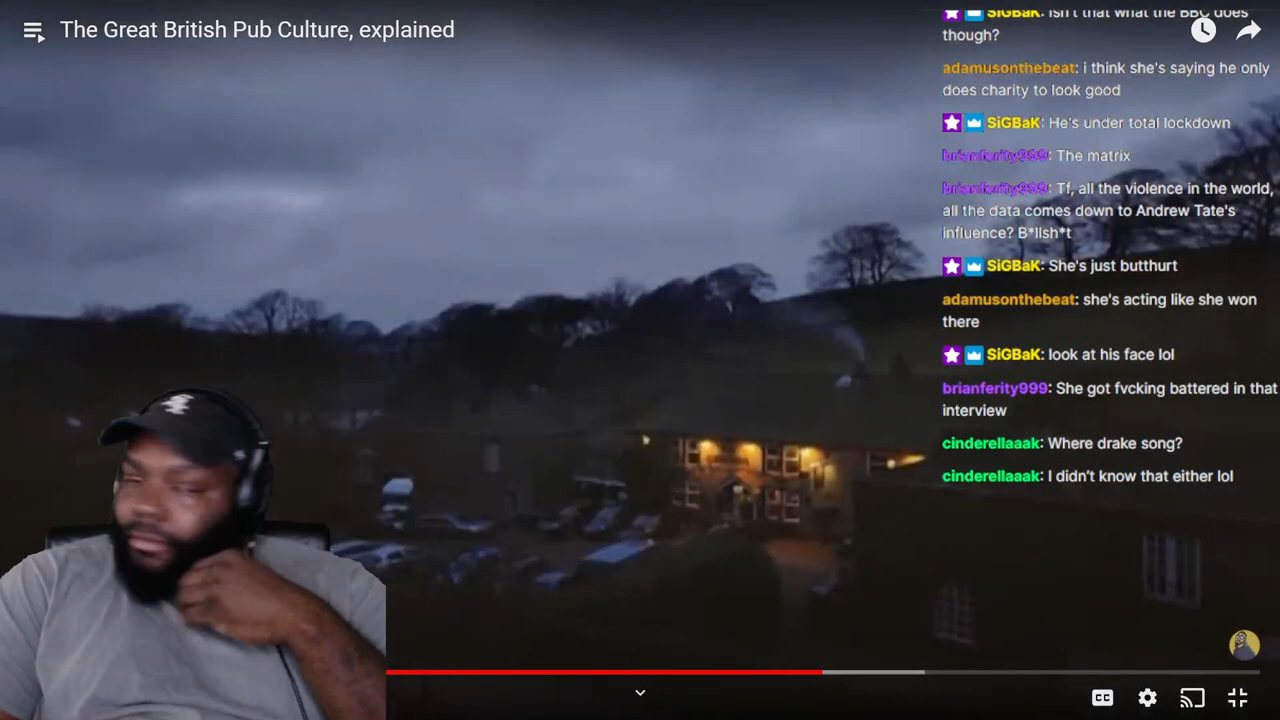 The Great British Pub Culture, explained
SiGBaK: Isn't that what the BBC does
though?
adamusonthebeat: i think she's saying he only
does charity to look good
SiGBaK: He's under total lockdown
brianferity999: The matrix
brianferity999: Tf, all the violence in the world,
all the data comes down to Andrew Tate's
influence? B*llsh*t
SiGBaK: She's just butthurt
adamusonthebeat: she's acting like she won
there
SiGBaK: look at his face lol
brianferity999: She got fvcking battered in that
interview
cinderellaaak: Where drake song?
cinderellaaak: I didn't know that either lol
CC